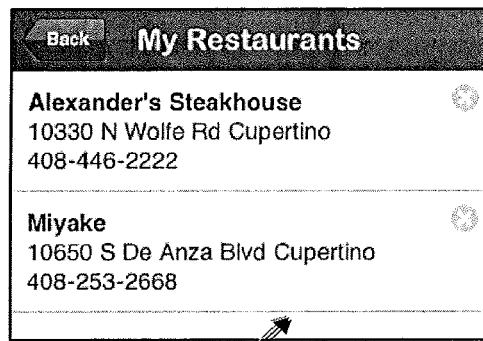 Back
My Restaurants
Alexander's Steakhouse
10330 N Wolfe Rd Cupertino
408-446-2222
Miyake
10650 S De Anza Blvd Cupertino
408-253-2668